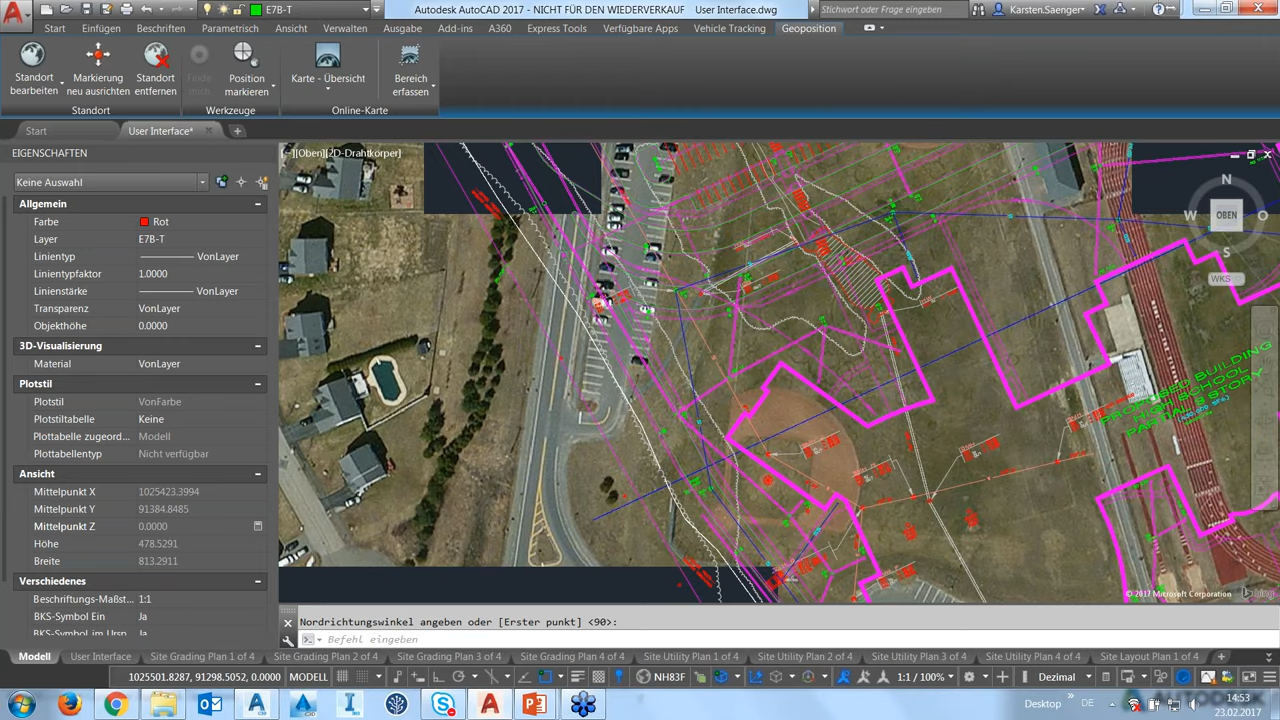 E7B-T
Autodesk AutoCAD 2017 - NICHT FÜR DEN WIEDERVERKAUF User Interface.dwg
Stichwort oder Frage eingeben
Karsten.Saenger
Start Einfügen Beschriften Parametrisch Ansicht Verwalten Ausgabe Add-ins A360 Express Tools Verfügbare Apps Vehicle Tracking Geoposition
Standort bearbeiten
Markierung neu ausrichten
Standort entfernen
Finde mich
Position markieren
Karte - Übersicht
Bereich erfassen
Standort Werkzeuge Online-Karte
Start User Interface*
EIGENSCHAFTEN
[−][Oben][2D-Drahtkörper]
Keine Auswahl
Allgemein
Farbe Rot
Layer E7B-T
Linientyp VonLayer
Linientypfaktor 1.0000
Linienstärke VonLayer
Transparenz VonLayer
Objekthöhe 0.0000
3D-Visualisierung
Material VonLayer
Plotstil
Plotstil VonFarbe
Plotstiltabelle Keine
Plottabelle zugeord... Modell
Plottabellentyp Nicht verfügbar
Ansicht
Mittelpunkt X 1025423.3994
Mittelpunkt Y 91384.8485
Mittelpunkt Z 0.0000
Höhe 478.5291
Breite 813.2911
Verschiedenes
Beschriftungs-Maßst... 1:1
BKS-Symbol Ein Ja
BKS-Symbol im Urspr... Ja
N
W OBEN O
S
WKS
PROPOSED BUILDING
HIGH SCHOOL
PARTIAL 3 STORY
© 2017 Microsoft Corporation
bing
Nordrichtungswinkel angeben oder [Erster punkt] <90>:
Befehl eingeben
Modell User Interface Site Grading Plan 1 of 4 Site Grading Plan 2 of 4 Site Grading Plan 3 of 4 Site Grading Plan 4 of 4 Site Utility Plan 1 of 4 Site Utility Plan 2 of 4 Site Utility Plan 3 of 4 Site Utility Plan 4 of 4 Site Layout Plan 1 of 4
1025501.8287, 91298.5052, 0.0000 MODELL NH83F 1:1 / 100% Dezimal
Desktop
DE
14:53
23.02.2017